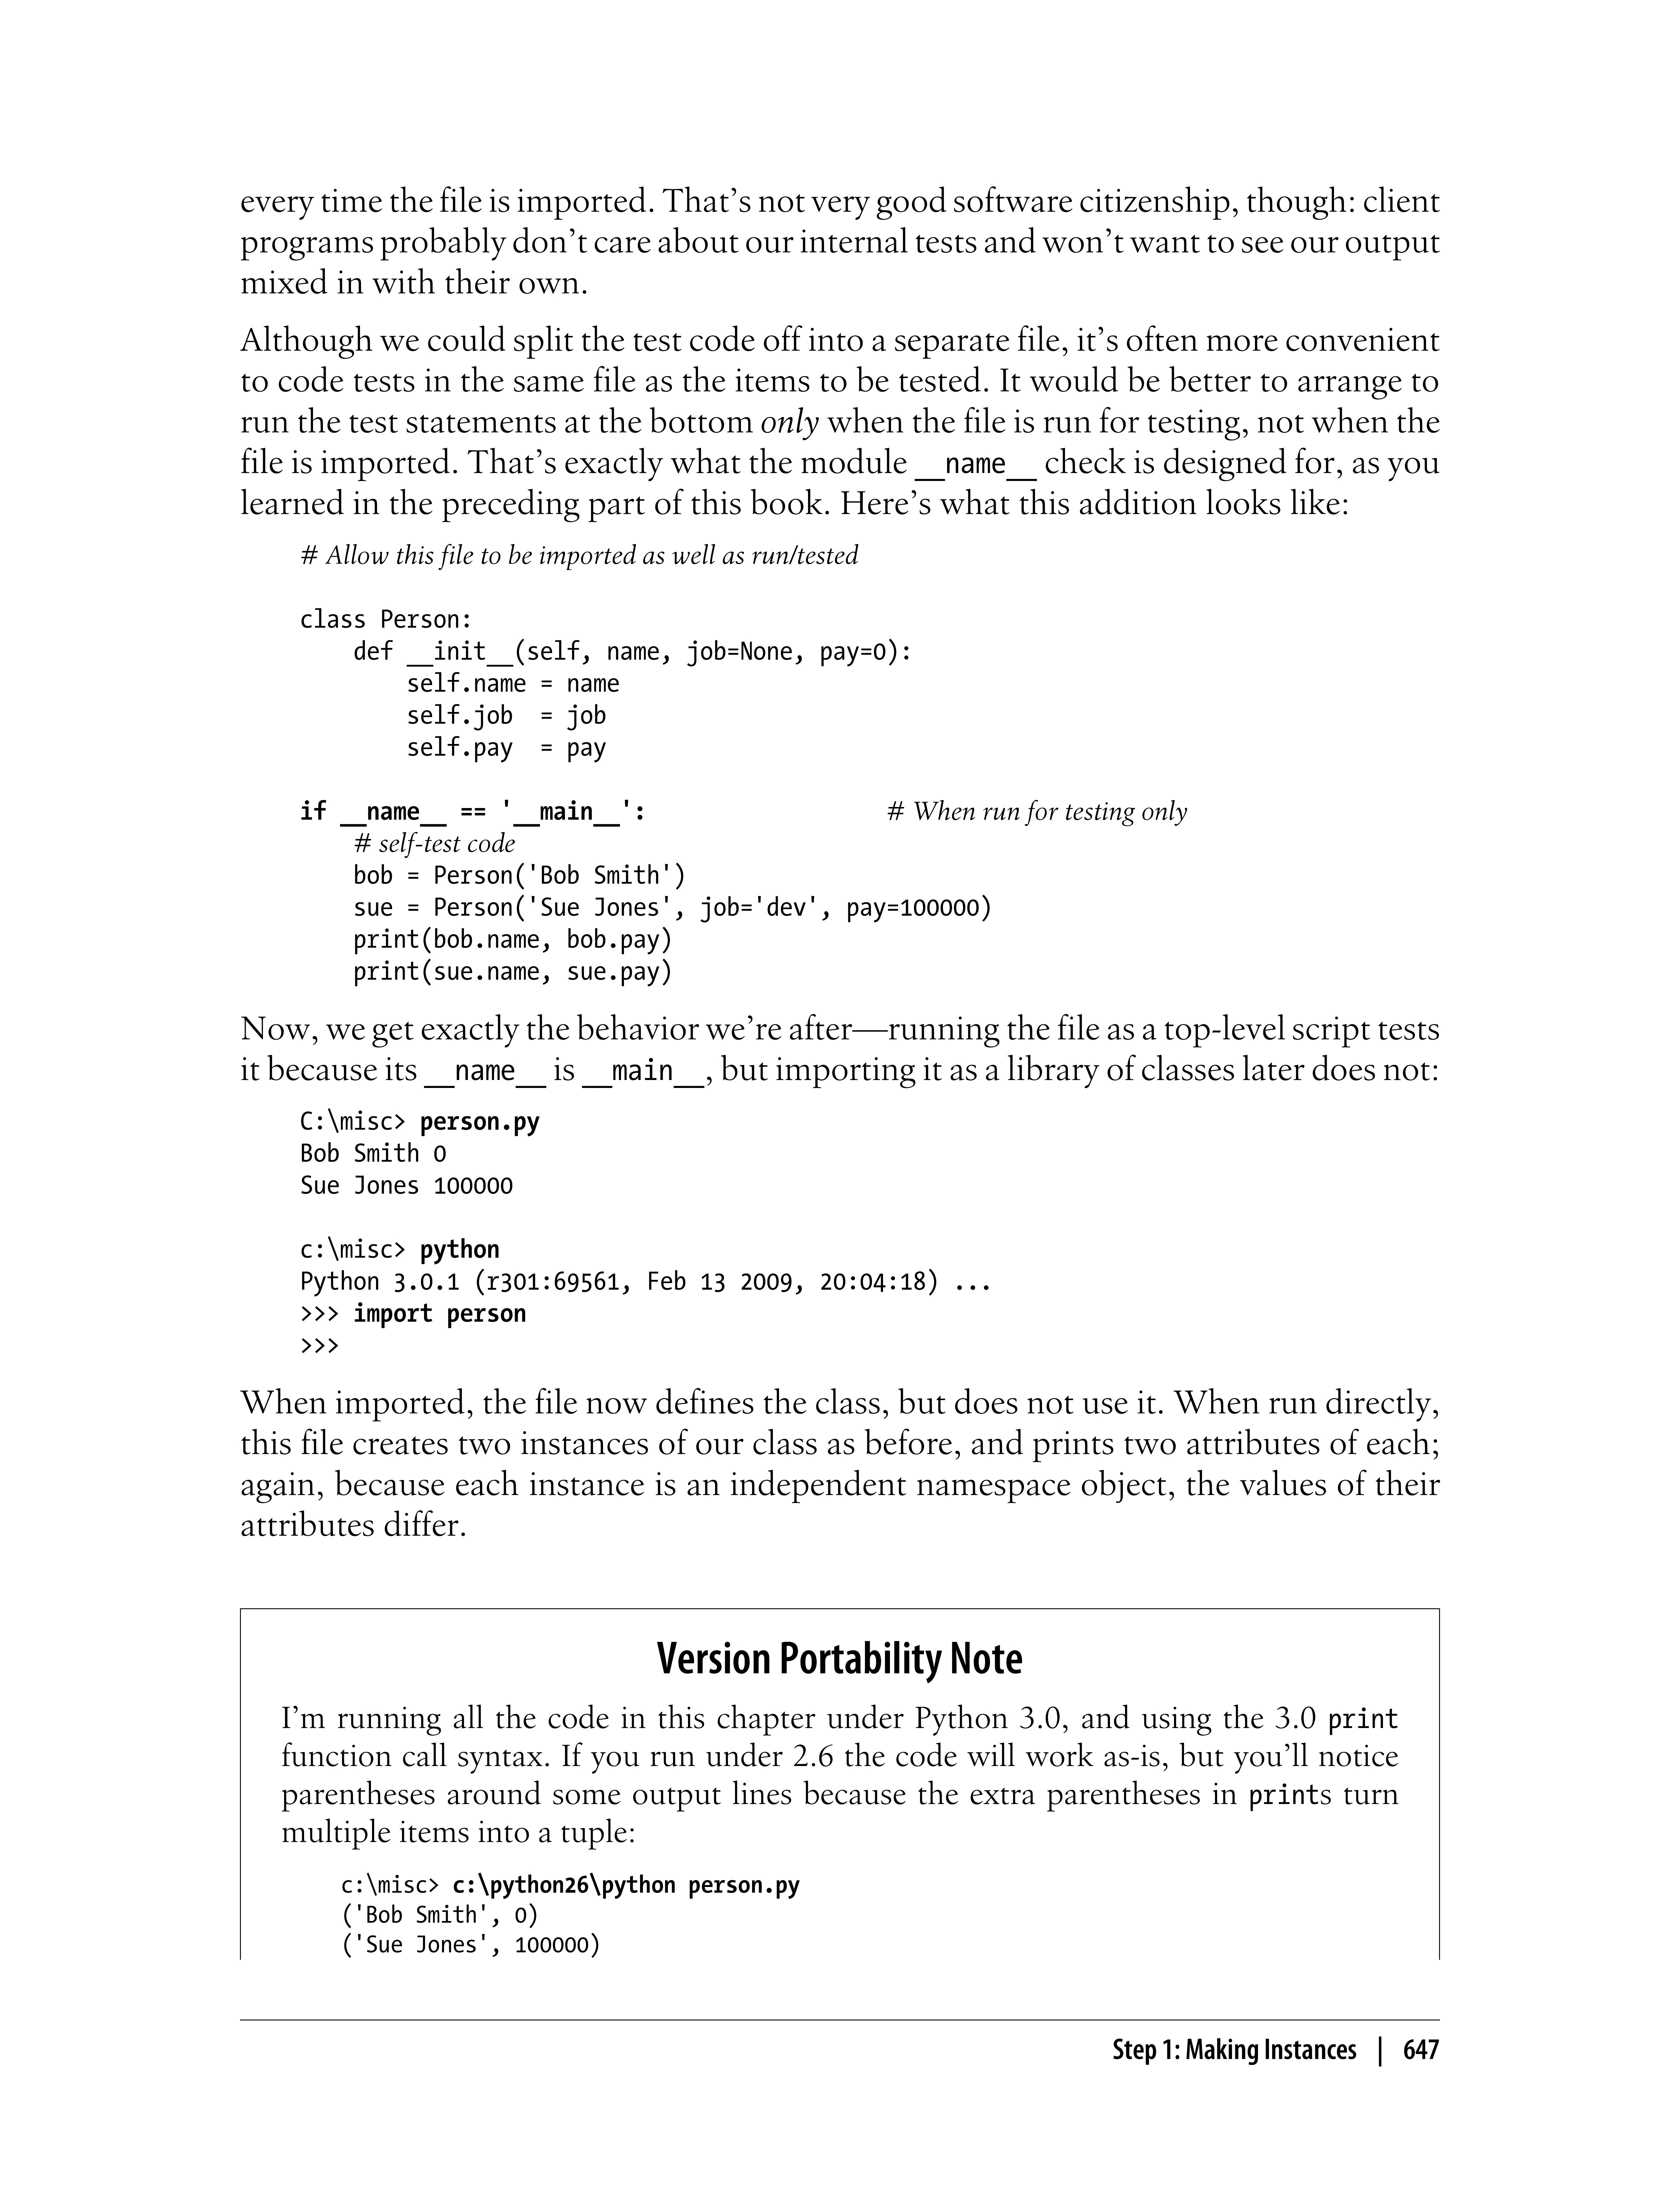 every time the file is imported. That’s not very good software citizenship, though: client
programs probably don’t care about our internal tests and won’t want to see our output
mixed in with their own.
Although we could split the test code off into a separate file, it’s often more convenient
to code tests in the same file as the items to be tested. It would be better to arrange to
run the test statements at the bottom only when the file is run for testing, not when the
file is imported. That’s exactly what the module __name__ check is designed for, as you
learned in the preceding part of this book. Here’s what this addition looks like:
# Allow this file to be imported as well as run/tested
class Person:
    def __init__(self, name, job=None, pay=0):
        self.name = name
        self.job  = job
        self.pay  = pay
if __name__ == '__main__':                  # When run for testing only
    # self-test code
    bob = Person('Bob Smith')
    sue = Person('Sue Jones', job='dev', pay=100000)
    print(bob.name, bob.pay)
    print(sue.name, sue.pay)
Now, we get exactly the behavior we’re after—running the file as a top-level script tests
it because its __name__ is __main__, but importing it as a library of classes later does not:
C:\misc> person.py
Bob Smith 0
Sue Jones 100000
c:\misc> python
Python 3.0.1 (r301:69561, Feb 13 2009, 20:04:18) ...
>>> import person
>>>
When imported, the file now defines the class, but does not use it. When run directly,
this file creates two instances of our class as before, and prints two attributes of each;
again, because each instance is an independent namespace object, the values of their
attributes differ.
Version Portability Note
I’m running all the code in this chapter under Python 3.0, and using the 3.0 print
function call syntax. If you run under 2.6 the code will work as-is, but you’ll notice
parentheses around some output lines because the extra parentheses in prints turn
multiple items into a tuple:
c:\misc> c:\python26\python person.py
('Bob Smith', 0)
('Sue Jones', 100000)
Step 1: Making Instances | 647